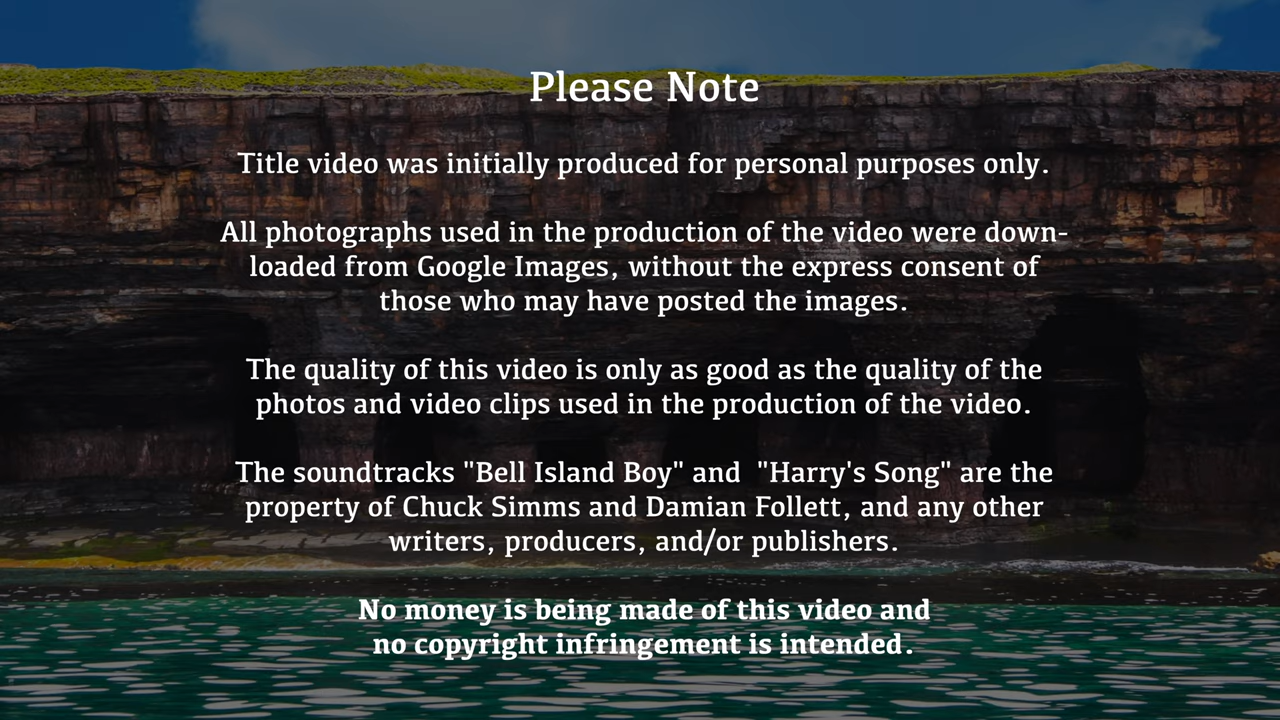 Please Note
Title video was initially produced for personal purposes only.
All photographs used in the production of the video were down-
loaded from Google Images, without the express consent of
those who may have posted the images.
The quality of this video is only as good as the quality of the
photos and video clips used in the production of the video.
The soundtracks "Bell Island Boy" and  "Harry's Song" are the
property of Chuck Simms and Damian Follett, and any other
writers, producers, and/or publishers.
No money is being made of this video and
no copyright infringement is intended.